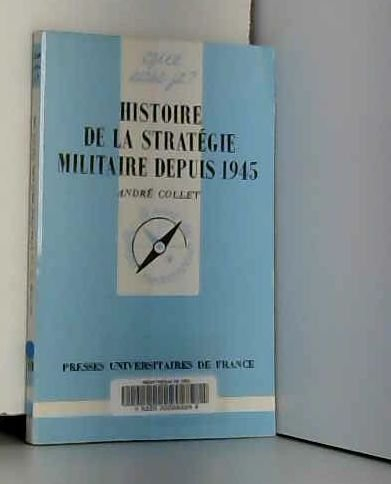 Que
sais-je?
HISTOIRE
DE LA STRATÉGIE
MILITAIRE DEPUIS 1945
ANDRÉ COLLET
PRESSES UNIVERSITAIRES DE FRANCE